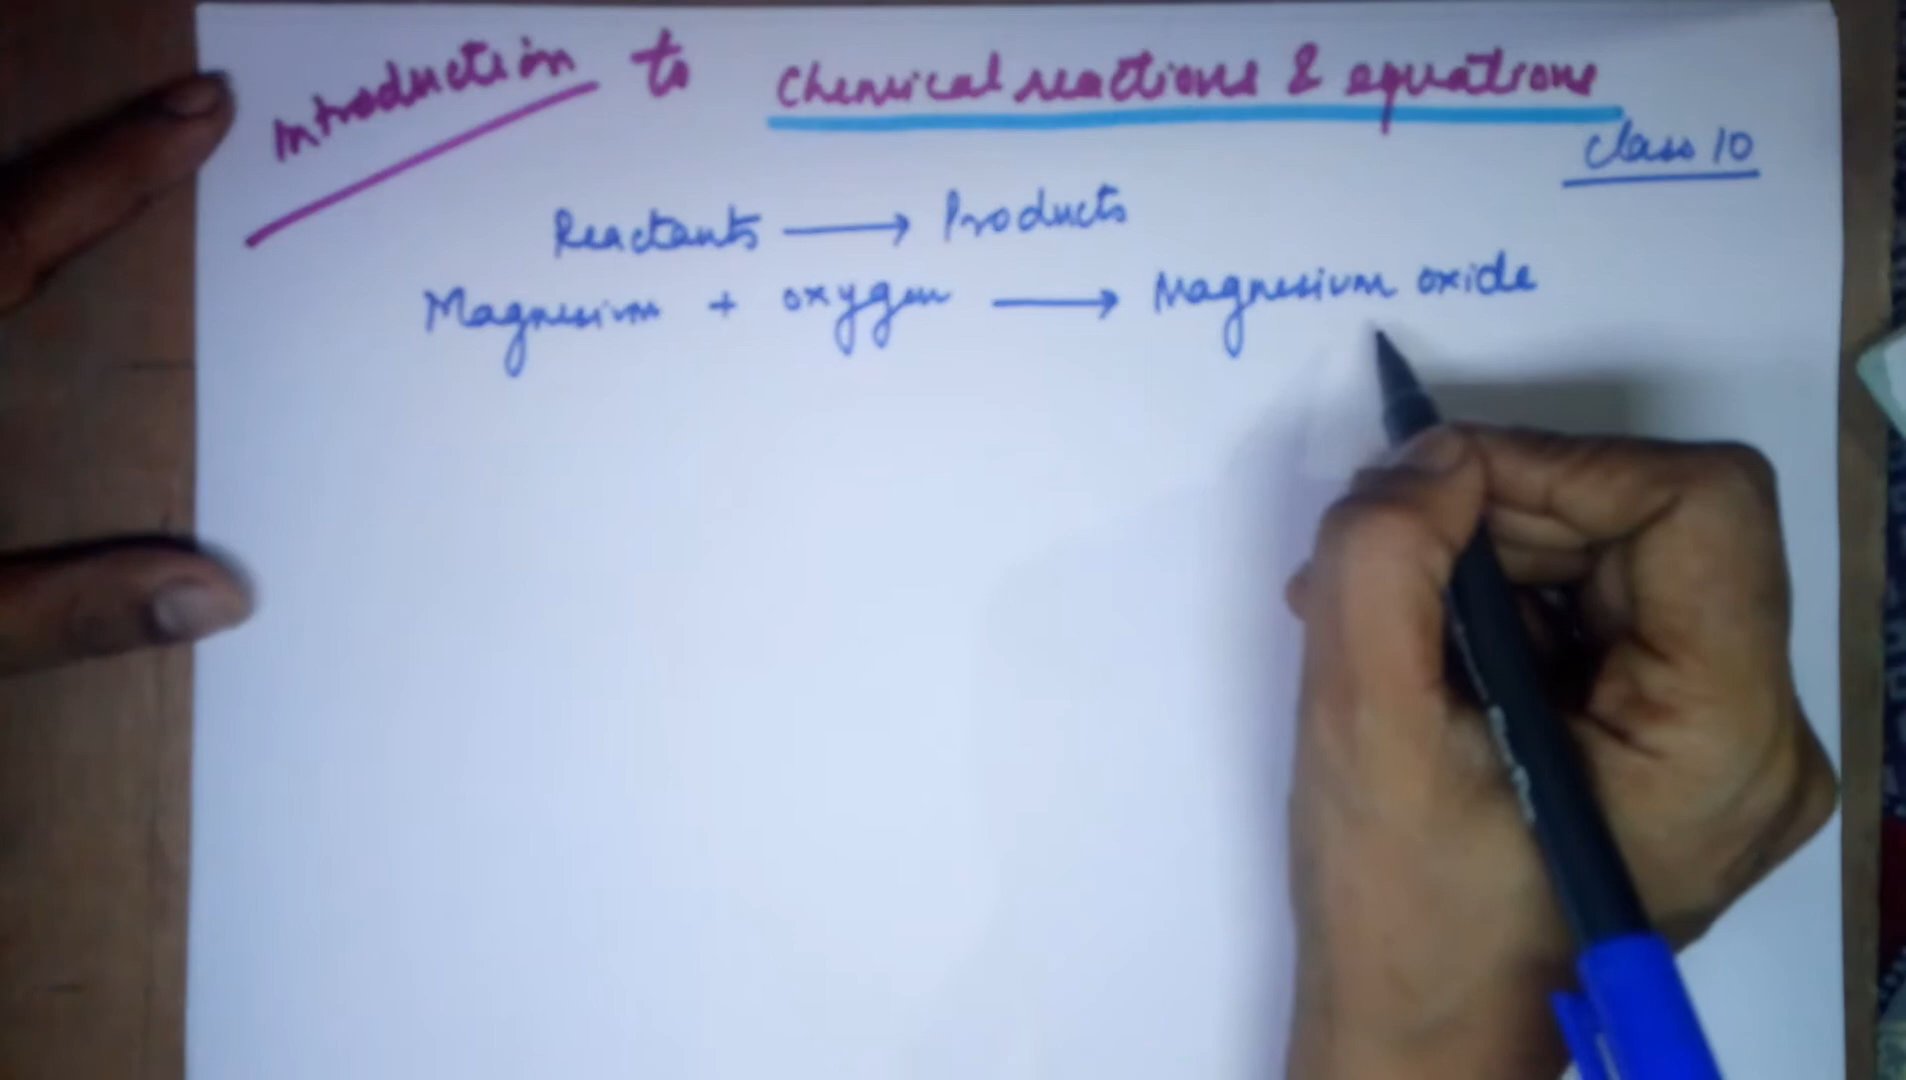 Introduction to Chemical reactions & equations
Class 10
Reactants ⟶ Products
Magnesium + oxygen ⟶ Magnesium oxide